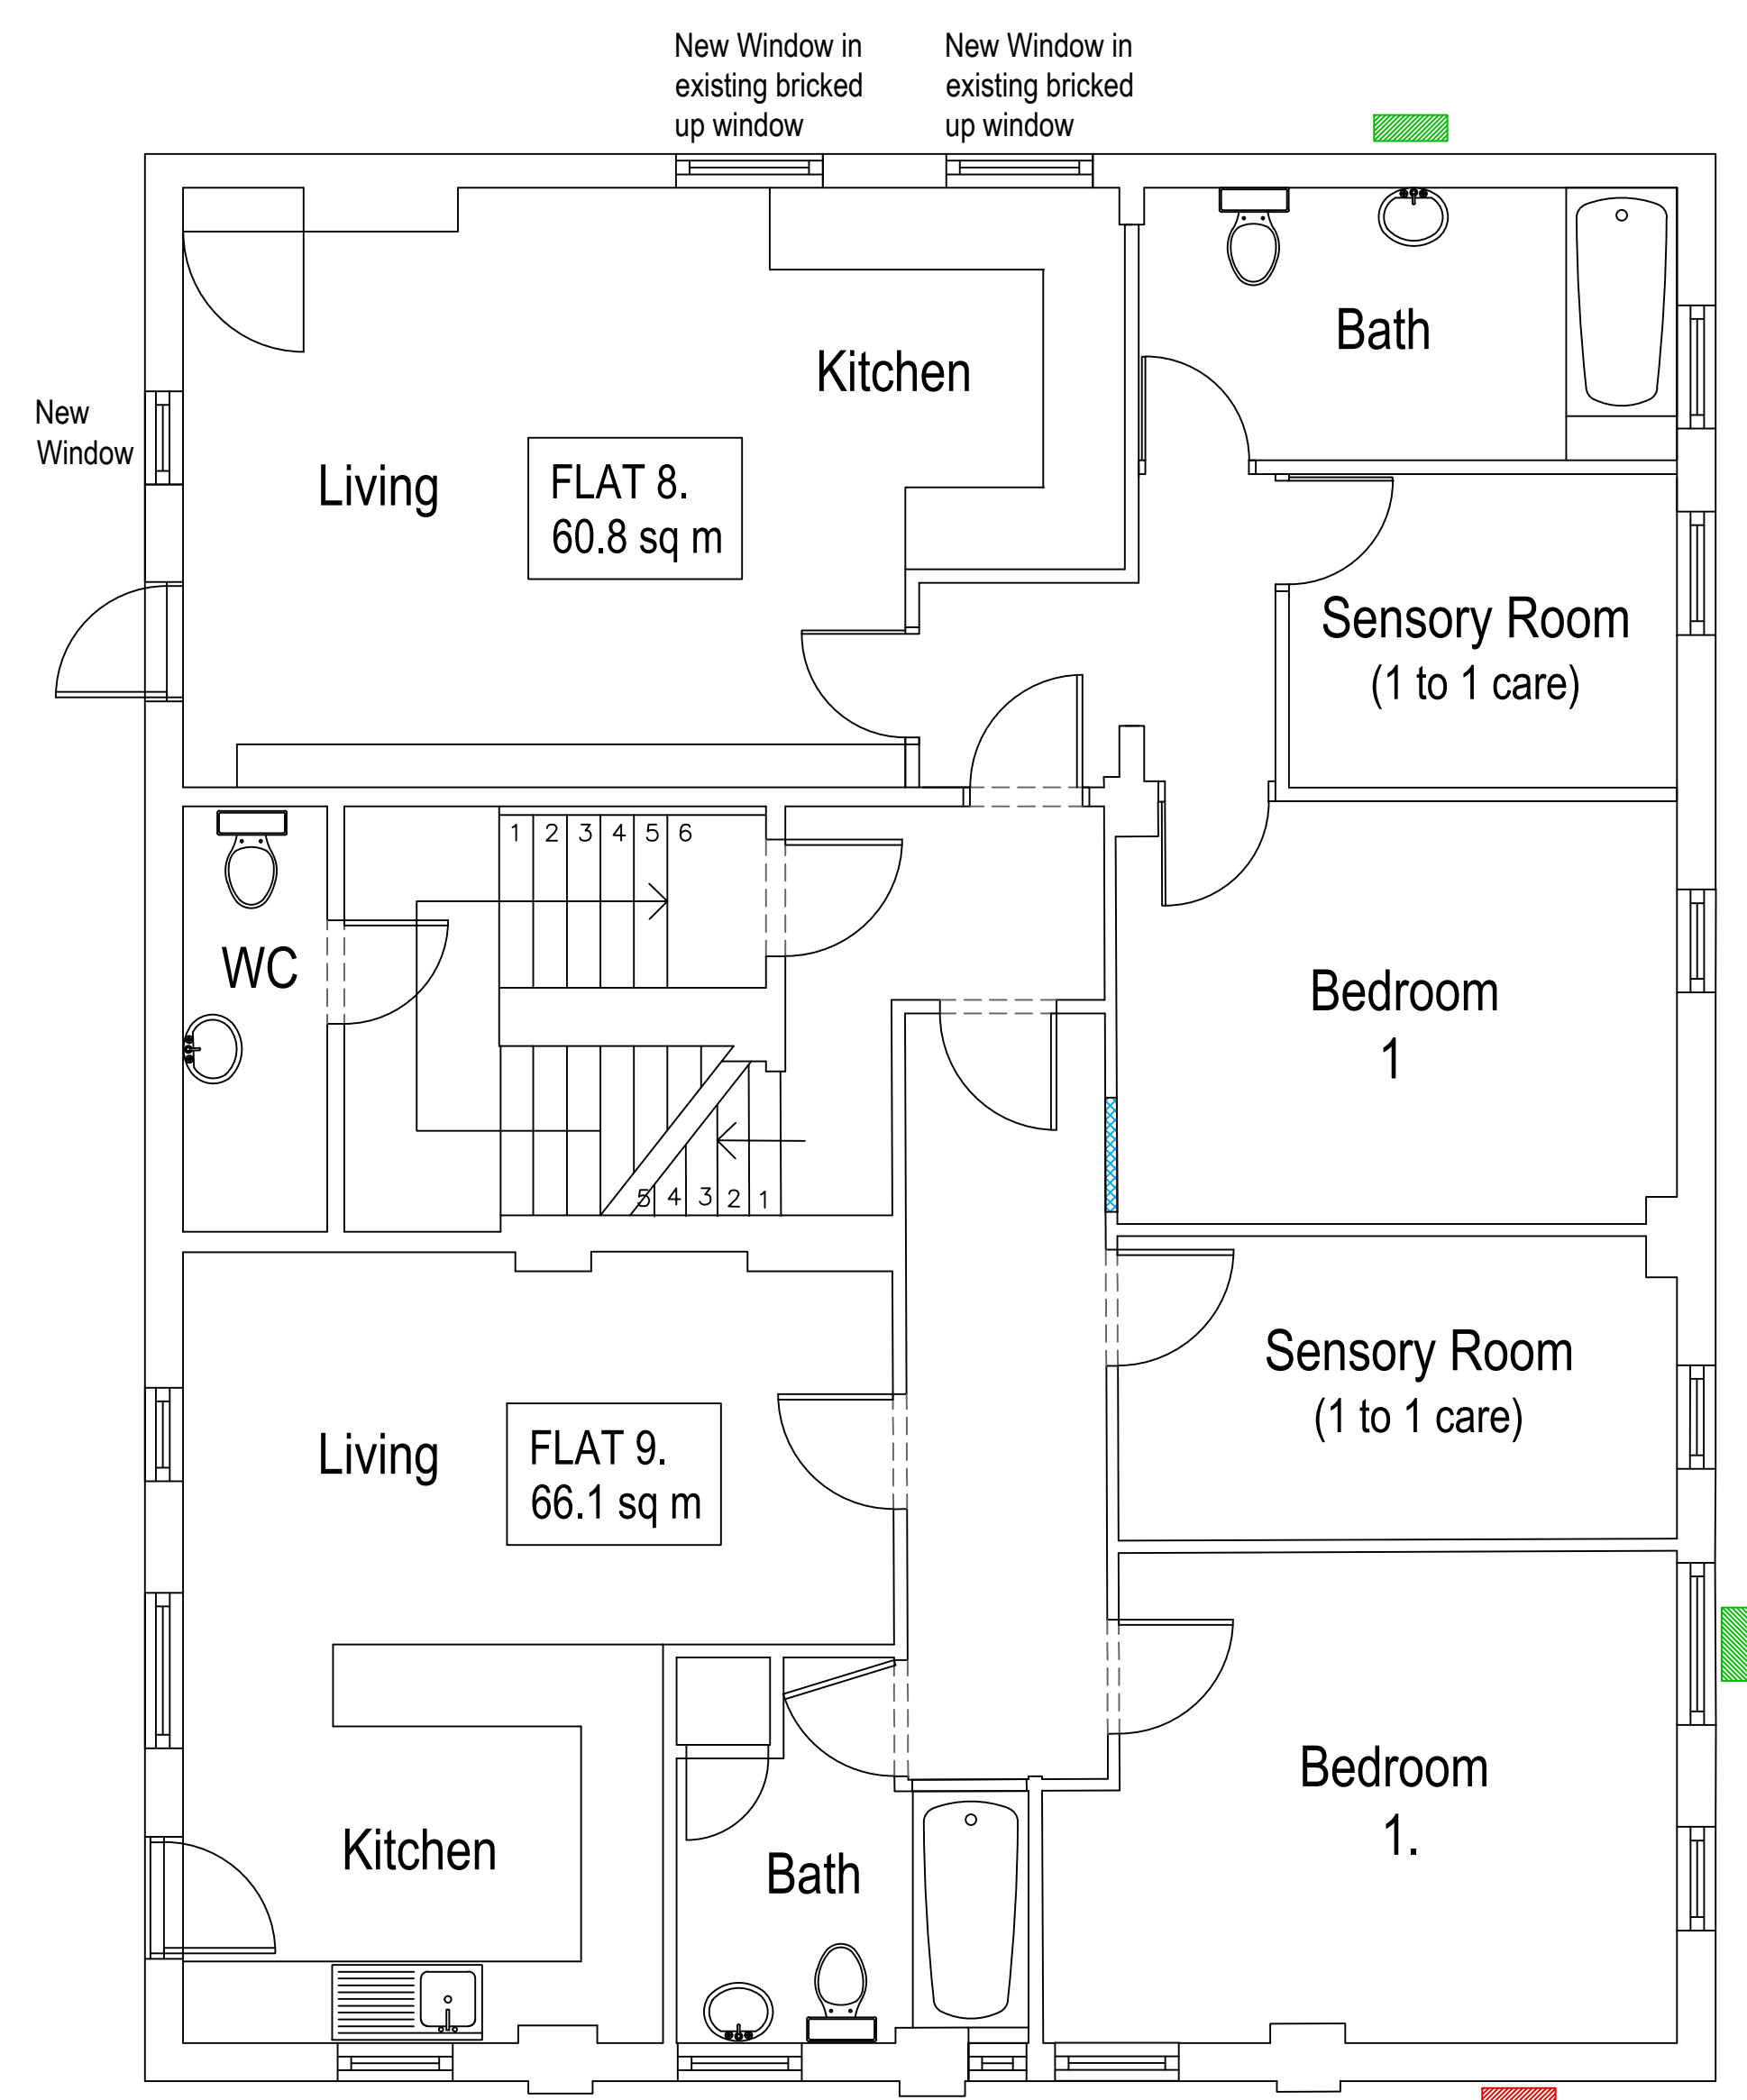 New Window in
existing bricked
up window
New Window in
existing bricked
up window
Bath
Kitchen
New
Window
Living
FLAT 8.
60.8 sq m
Sensory Room
(1 to 1 care)
1 2 3 4 5 6
WC
Bedroom
1
5 4 3 2 1
Sensory Room
(1 to 1 care)
Living
FLAT 9.
66.1 sq m
Bedroom
1.
Kitchen
Bath